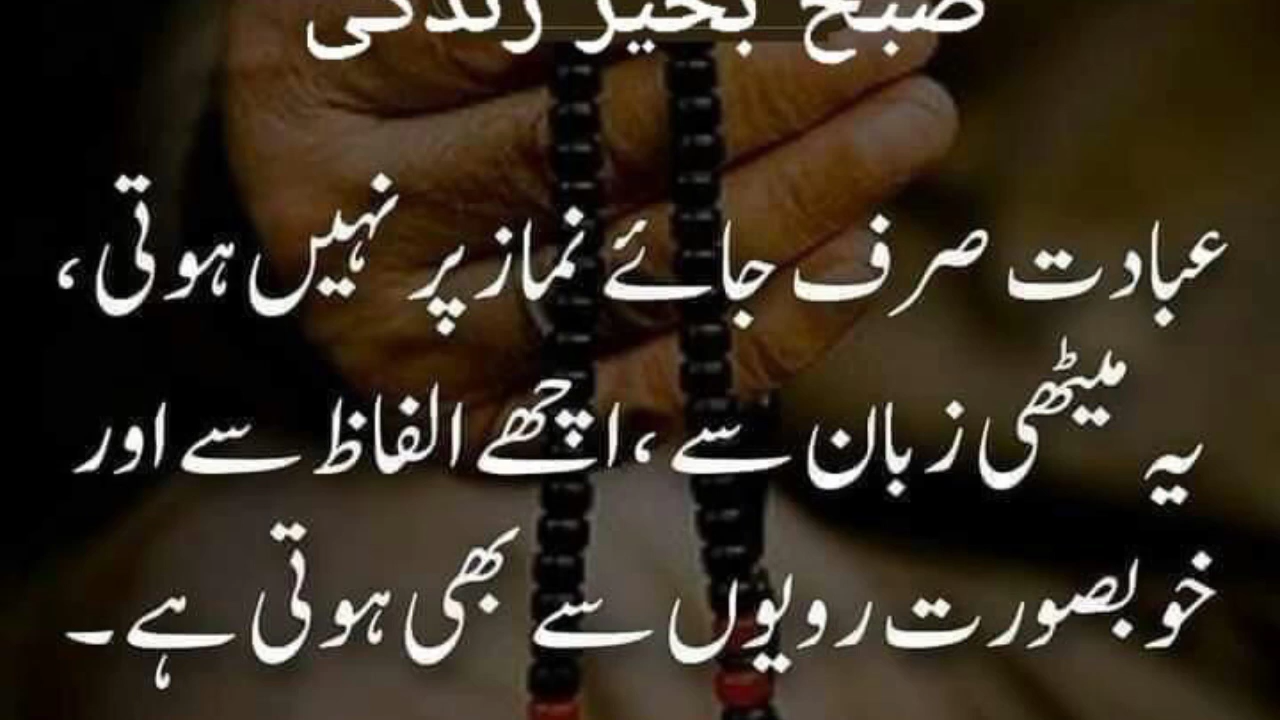 صبح بخیر زندگی
عبادت صرف جائے نماز پر نہیں ہوتی،
یہ میٹھی زبان سے، اچھے الفاظ سے اور
خوبصورت رویوں سے بھی ہوتی ہے۔